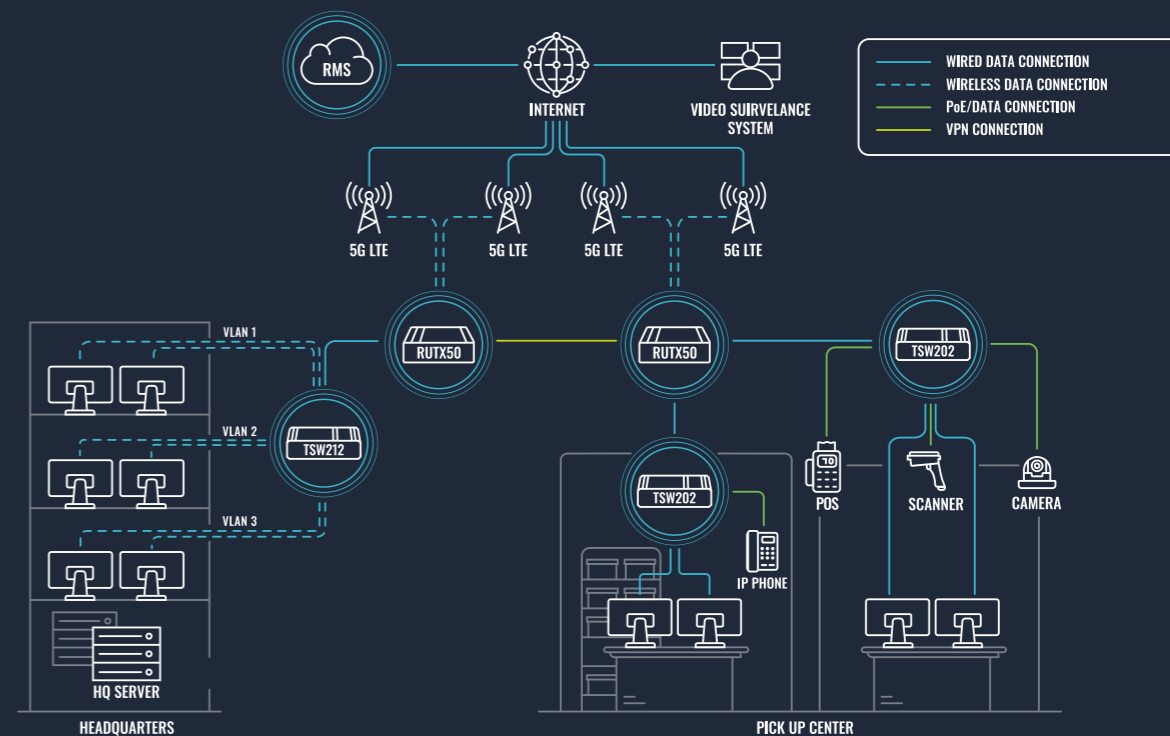 RMS
INTERNET
VIDEO SUIRVELANCE
SYSTEM
WIRED DATA CONNECTION
WIRELESS DATA CONNECTION
PoE/DATA CONNECTION
VPN CONNECTION
5G LTE
5G LTE
5G LTE
5G LTE
RUTX50
RUTX50
TSW202
VLAN 1
VLAN 2
VLAN 3
TSW212
TSW202
70
POS
SCANNER
CAMERA
IP PHONE
HQ SERVER
HEADQUARTERS
PICK UP CENTER